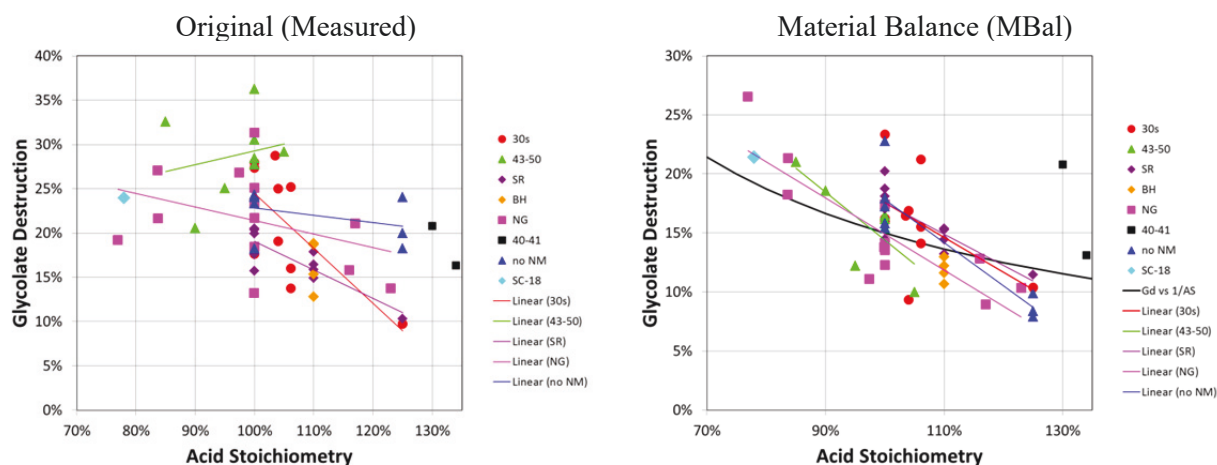 Original (Measured)
40%
35%
30%
25%
20%
15%
10%
5%
0%
70%
80%
90%
100%
110%
120%
130%
Glycolate Destruction
Acid Stoichiometry
30s
43-50
SR
BH
NG
40-41
no NM
SC-18
Linear (30s)
Linear (43-50)
Linear (SR)
Linear (NG)
Linear (no NM)
Material Balance (MBal)
30%
25%
20%
15%
10%
5%
0%
70%
90%
110%
130%
Glycolate Destruction
Acid Stoichiometry
30s
43-50
SR
BH
NG
40-41
no NM
SC-18
Gd vs 1/AS
Linear (30s)
Linear (43-50)
Linear (SR)
Linear (NG)
Linear (no NM)